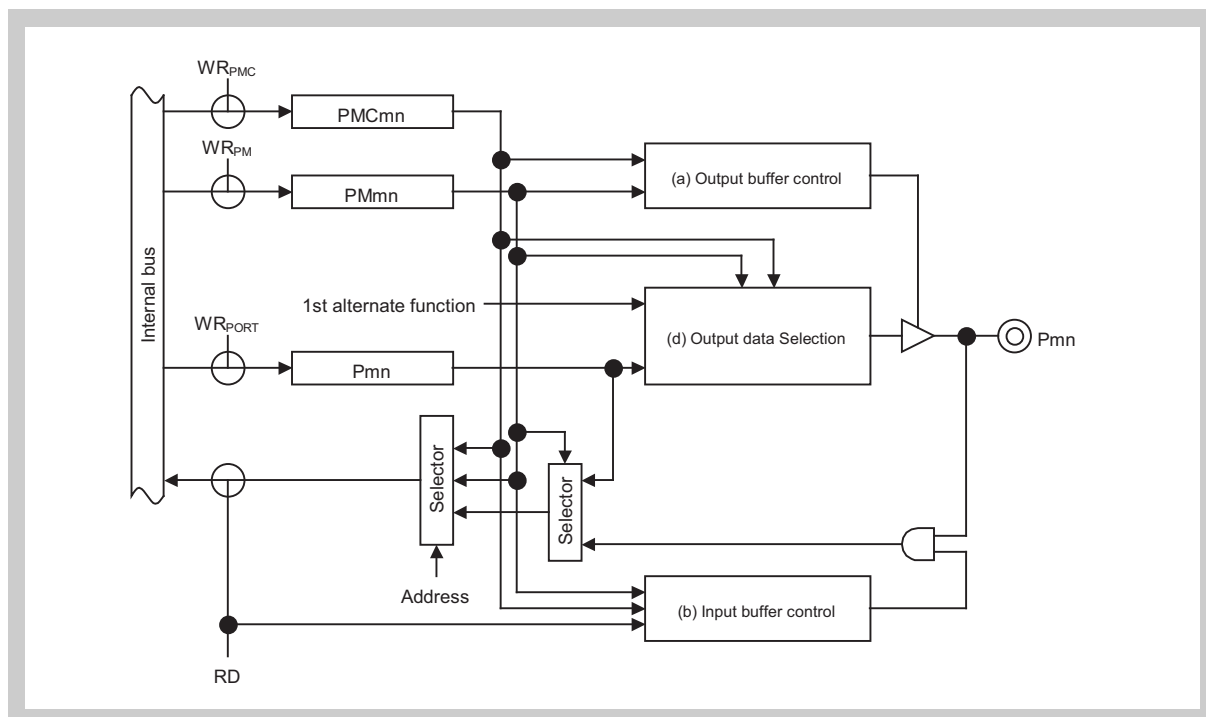 WRPMC
PMCmn
WRPM
PMmn
(a) Output buffer control
Internal bus
1st alternate function
(d) Output data Selection
Pmn
WRPORT
Pmn
Selector
Selector
Address
(b) Input buffer control
RD